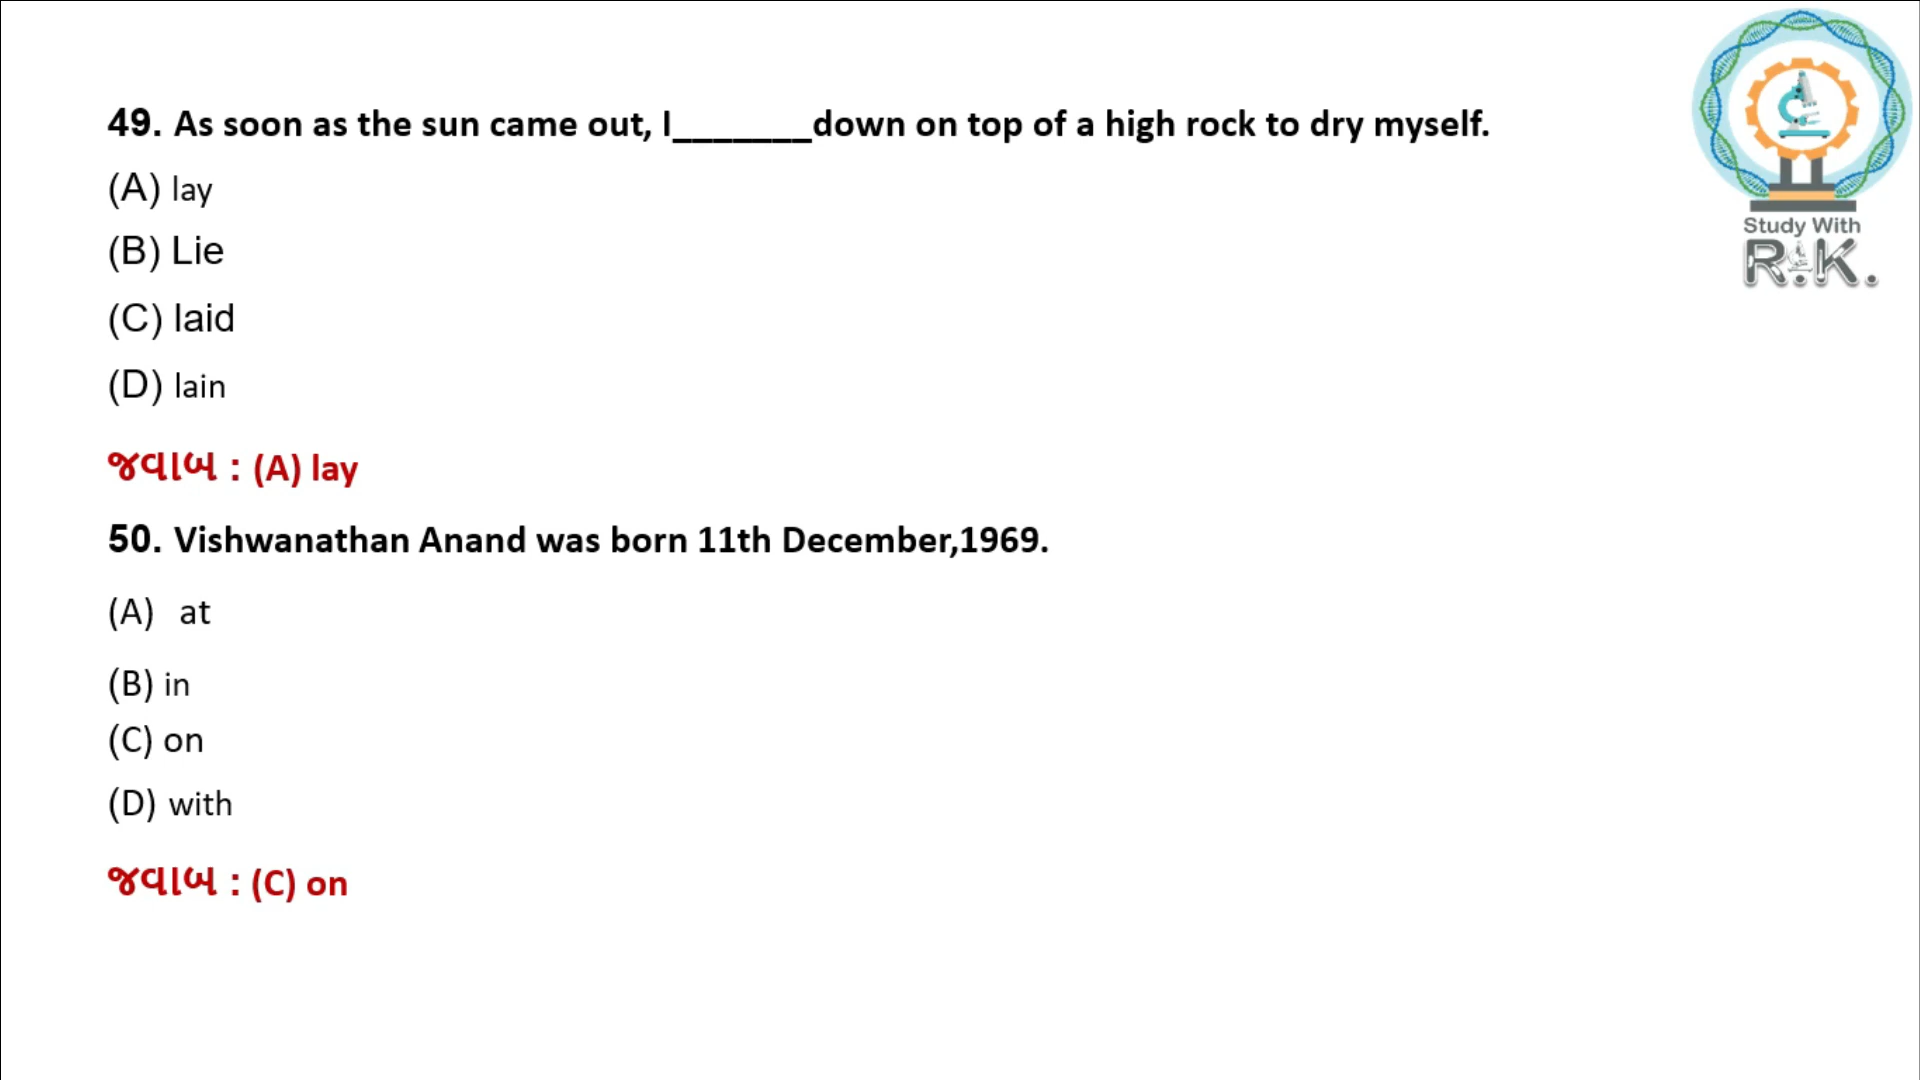 49. As soon as the sun came out, I_______down on top of a high rock to dry myself.
(A) lay
(B) Lie
(C) laid
(D) lain
જવાબ : (A) lay
50. Vishwanathan Anand was born 11th December,1969.
(A) at
(B) in
(C) on
(D) with
જવાબ : (C) on
Study With
R.K.